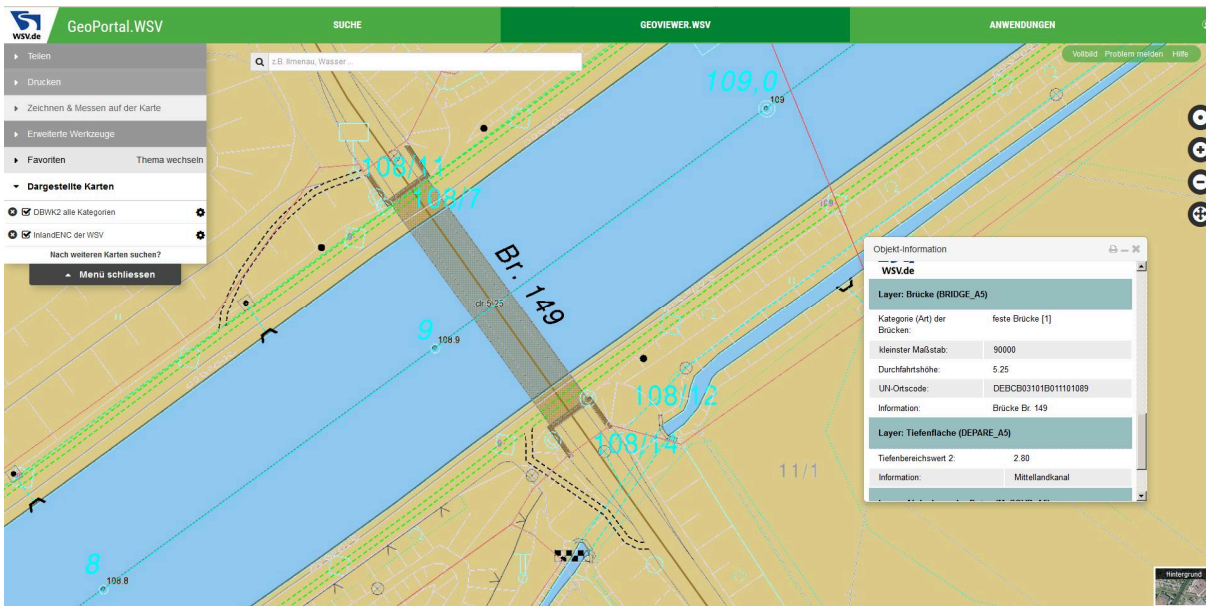 WSV.de
GeoPortal.WSV
SUCHE
GEOVIEWER.WSV
ANWENDUNGEN
Teilen
Drucken
Zeichnen & Messen auf der Karte
Erweiterte Werkzeuge
Favoriten Thema wechseln
Dargestellte Karten
DBWK2 alle Kategorien
InlandENC der WSV
Nach weiteren Karten suchen?
Menü schliessen
z.B. Ilmenau, Wasser...
Vollbild Problem melden Hilfe
109,0
109
108/11
108/7
Br. 149
clr 5.25
9
108.9
108/12
108/14
11/1
8
108.8
Objekt-Information
WSV.de
Layer: Brücke (BRIDGE_A5)
Kategorie (Art) der Brücken: feste Brücke [1]
kleinster Maßstab: 90000
Durchfahrtshöhe: 5.25
UN-Ortscode: DEBCB03101B011101089
Information: Brücke Br. 149
Layer: Tiefenfläche (DEPARE_A5)
Tiefenbereichswert 2: 2.80
Information: Mittellandkanal
Hintergrund